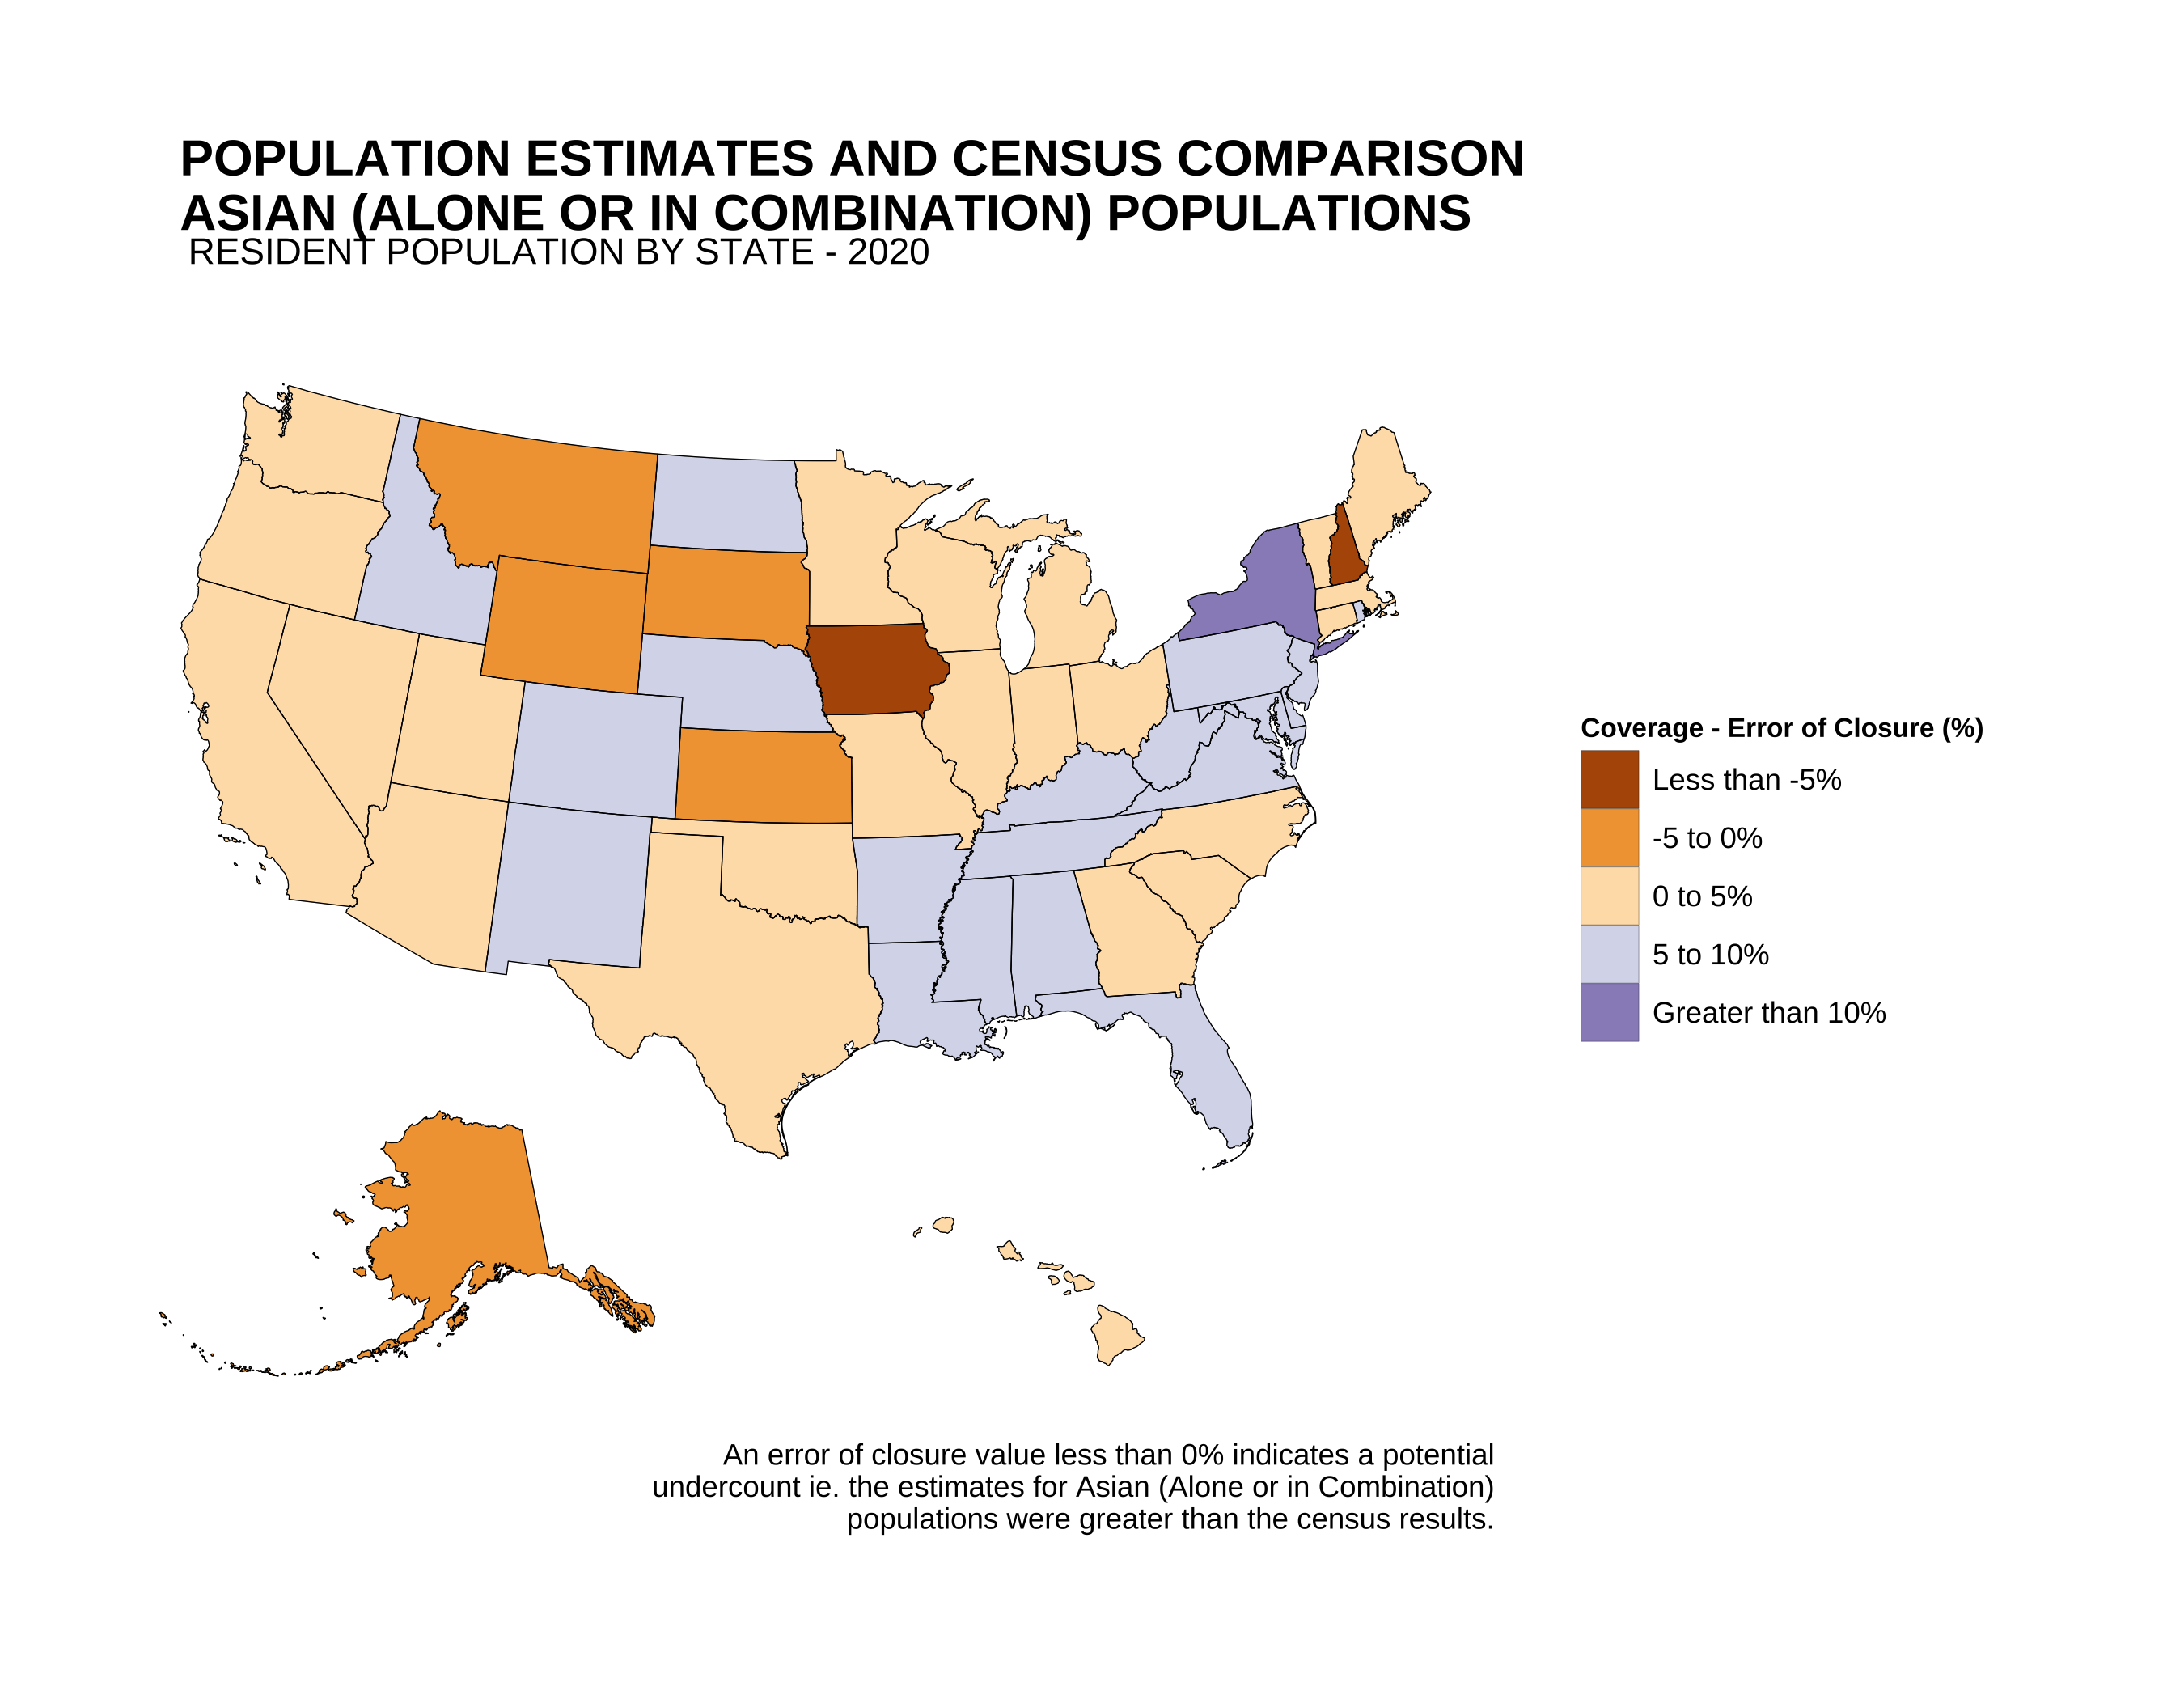 POPULATION ESTIMATES AND CENSUS COMPARISON
ASIAN (ALONE OR IN COMBINATION) POPULATIONS
RESIDENT POPULATION BY STATE - 2020
Coverage - Error of Closure (%)
Less than -5%
-5 to 0%
0 to 5%
5 to 10%
Greater than 10%
An error of closure value less than 0% indicates a potential
undercount ie. the estimates for Asian (Alone or in Combination)
populations were greater than the census results.